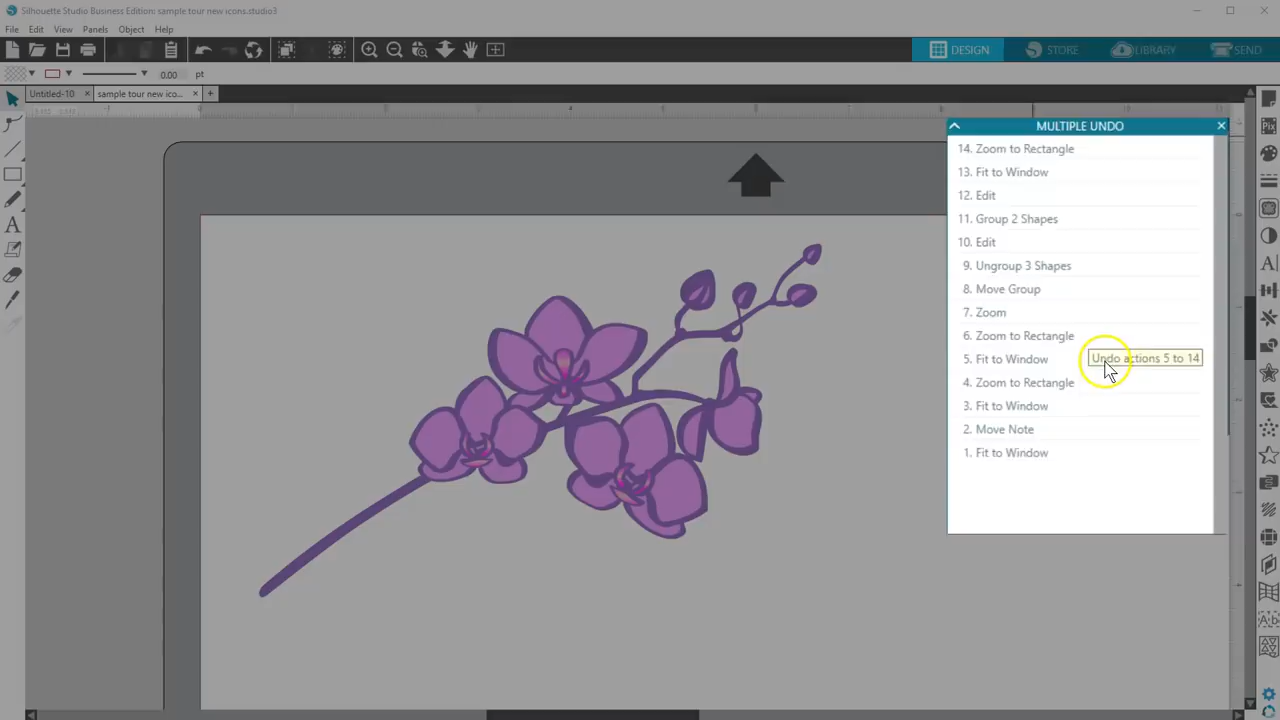 Silhouette Studio Business Edition: sample tour new icons.studio3
File Edit View Panels Object Help
DESIGN STORE LIBRARY SEND
0.00 pt
Untitled-10 sample tour new ico...
MULTIPLE UNDO
14. Zoom to Rectangle
13. Fit to Window
12. Edit
11. Group 2 Shapes
10. Edit
9. Ungroup 3 Shapes
8. Move Group
7. Zoom
6. Zoom to Rectangle
5. Fit to Window
Undo actions 5 to 14
4. Zoom to Rectangle
3. Fit to Window
2. Move Note
1. Fit to Window